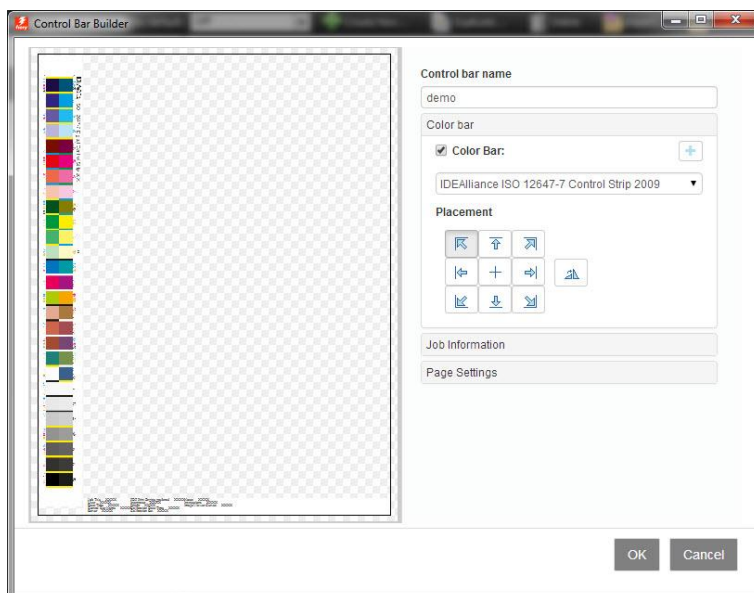 Control Bar Builder
Control bar name
demo
Color bar
Color Bar:
IDEAlliance ISO 12647-7 Control Strip 2009
Placement
Job Information
Page Settings
OK
Cancel